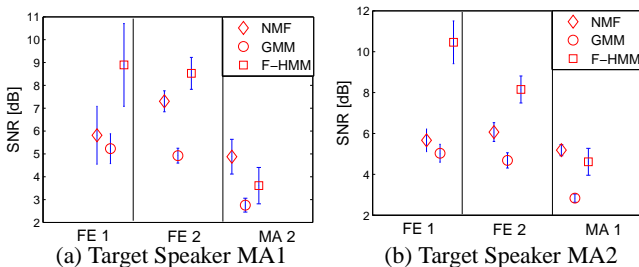 SNR [dB]
11
10
9
8
7
6
5
4
3
2
NMF
GMM
F-HMM
FE 1
FE 2
MA 2
(a) Target Speaker MA1
SNR [dB]
12
10
8
6
4
2
NMF
GMM
F-HMM
FE 1
FE 2
MA 1
(b) Target Speaker MA2